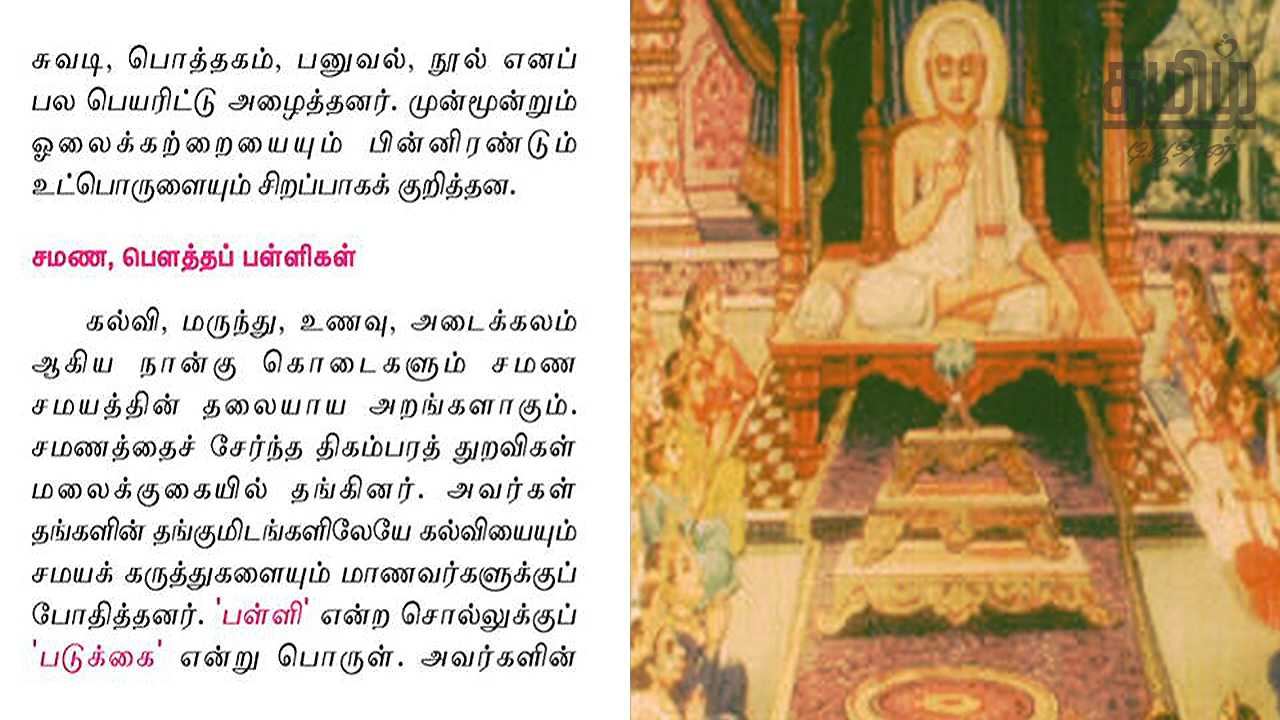 சுவடி, பொத்தகம், பனுவல், நூல் எனப்
பல பெயரிட்டு அழைத்தனர். முன்மூன்றும்
ஓலைக்கற்றையையும் பின்னிரண்டும்
உட்பொருளையும் சிறப்பாகக் குறித்தன.
சமண, பௌத்தப் பள்ளிகள்
கல்வி, மருந்து, உணவு, அடைக்கலம்
ஆகிய நான்கு கொடைகளும் சமண
சமயத்தின் தலையாய அறங்களாகும்.
சமணத்தைச் சேர்ந்த திகம்பரத் துறவிகள்
மலைக்குகையில் தங்கினர். அவர்கள்
தங்களின் தங்குமிடங்களிலேயே கல்வியையும்
சமயக் கருத்துகளையும் மாணவர்களுக்குப்
போதித்தனர். 'பள்ளி' என்ற சொல்லுக்குப்
'படுக்கை' என்று பொருள். அவர்களின்
தமிழ்